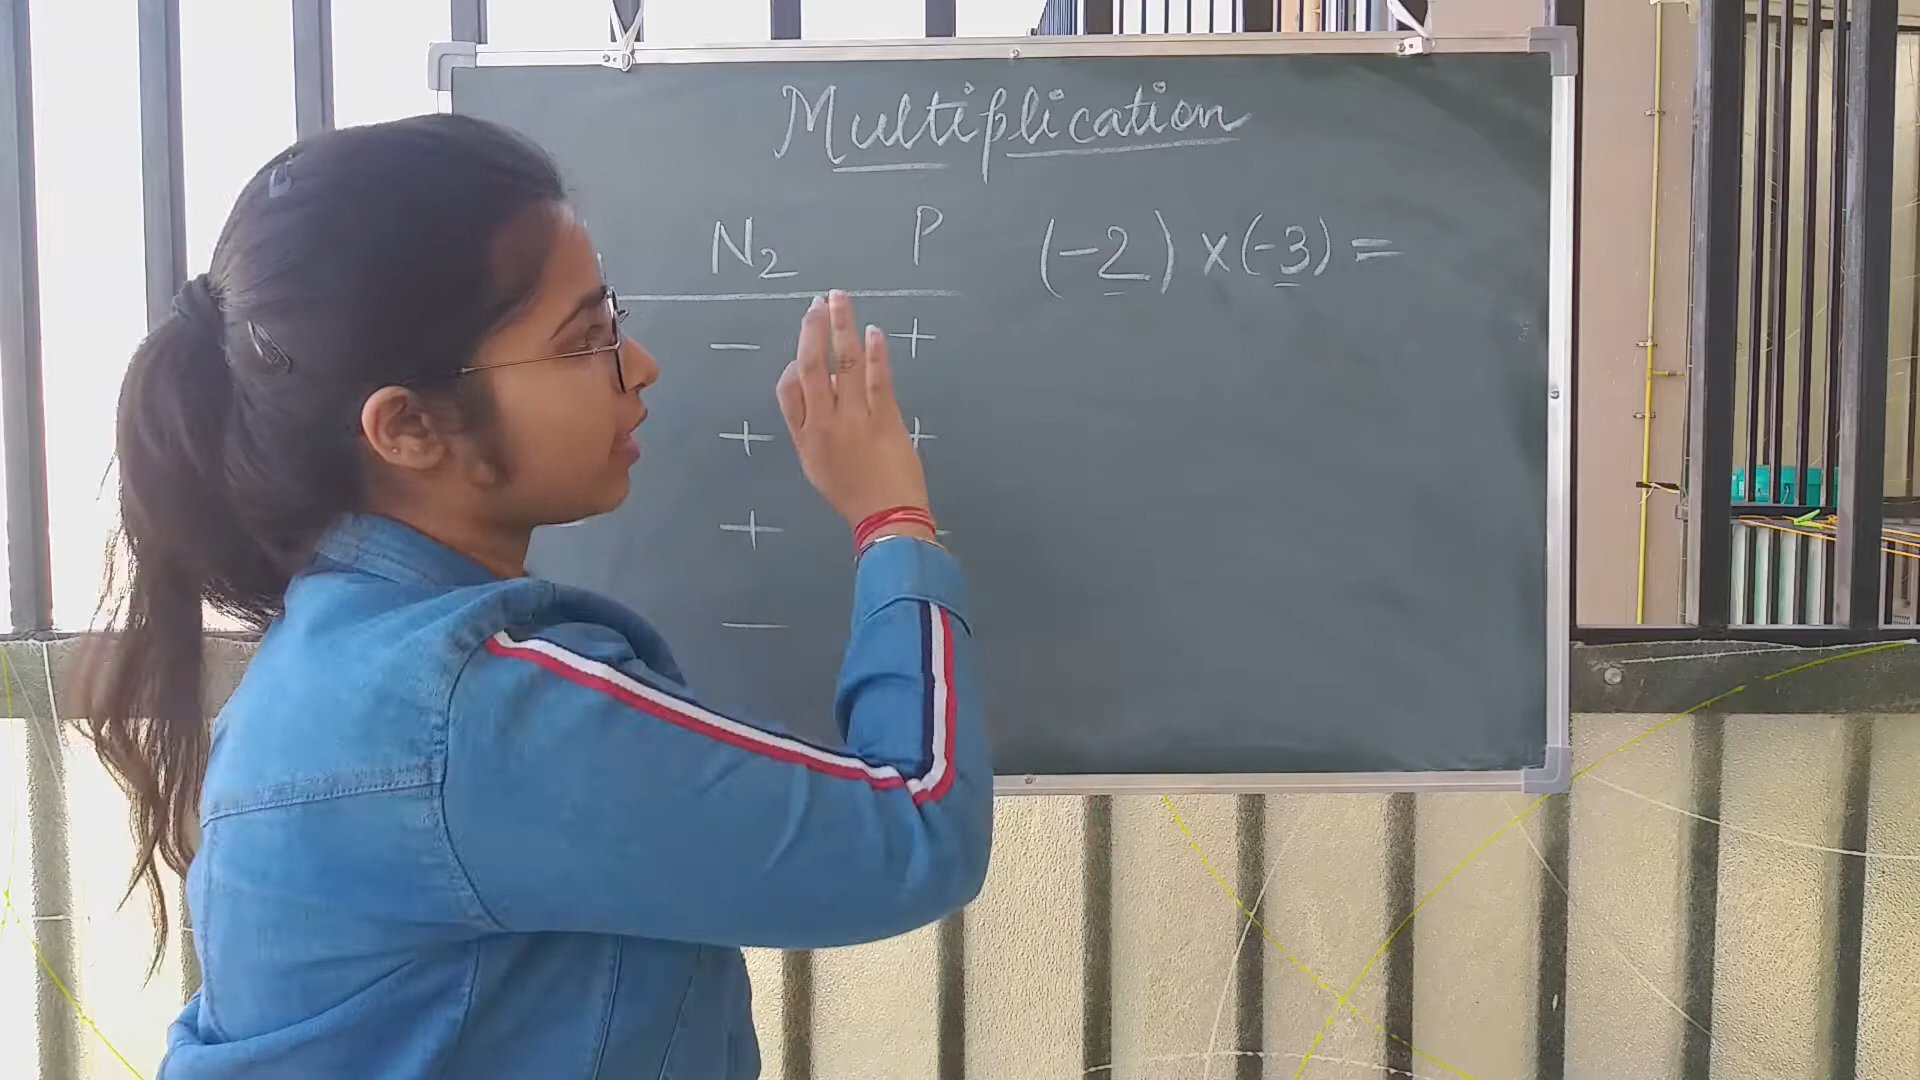 Multiplication
N2 P (-2) x (-3) =
- +
+ +
+ -
-